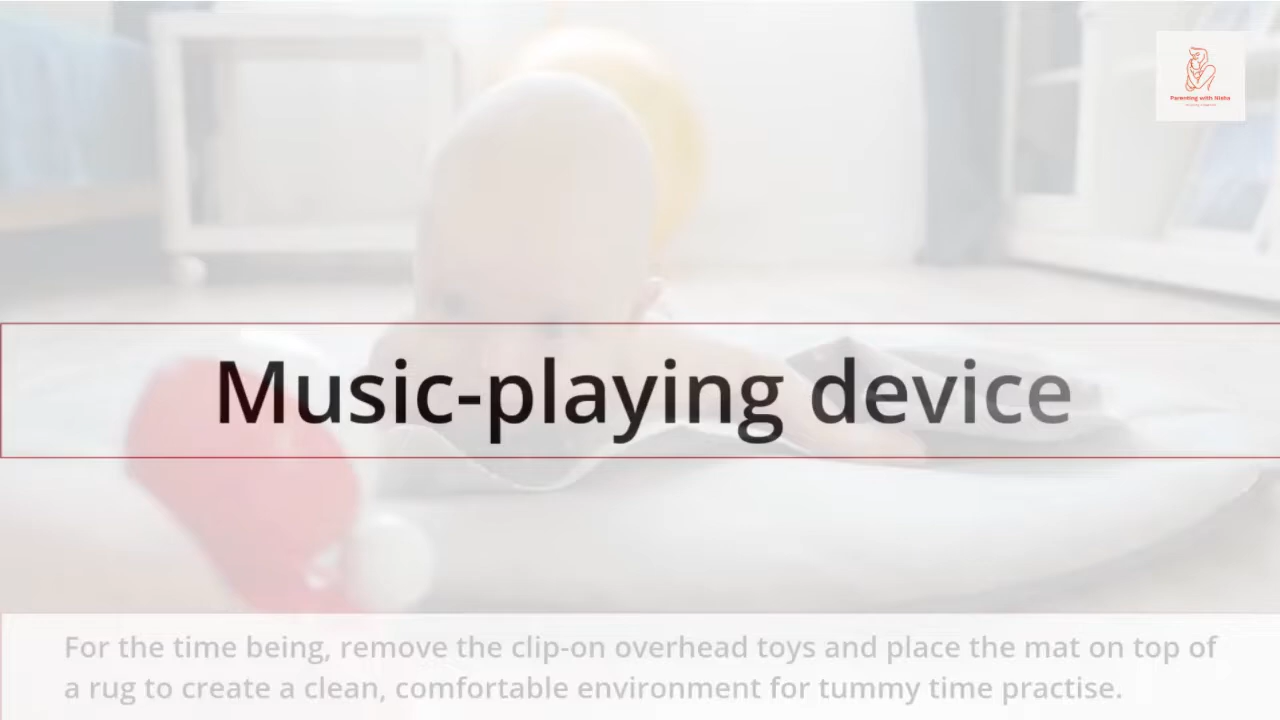 Parenting with Nisha
Music-playing device
For the time being, remove the clip-on overhead toys and place the mat on top of
a rug to create a clean, comfortable environment for tummy time practise.